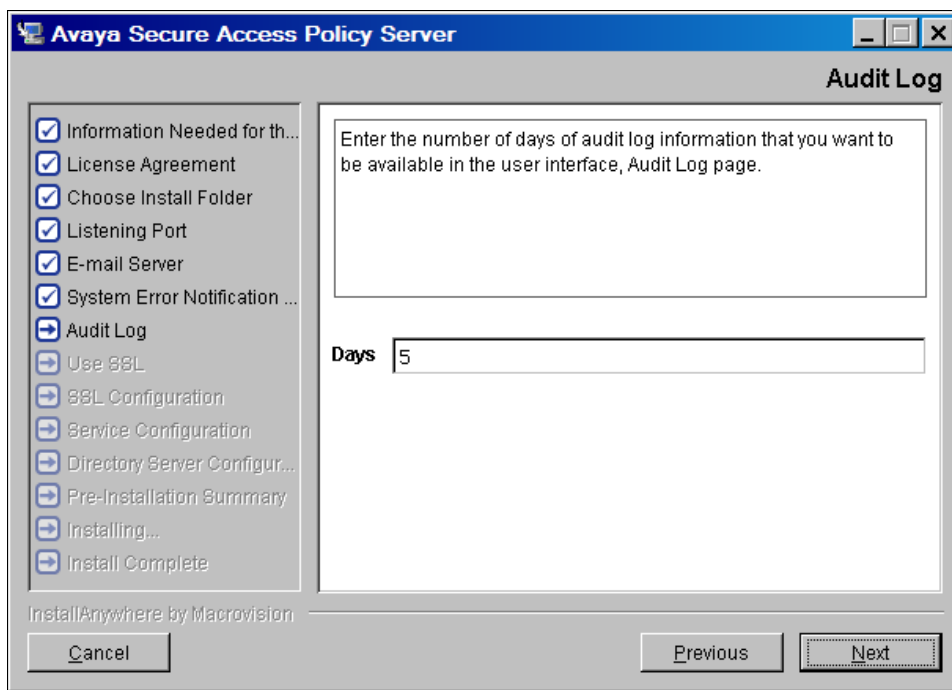 Avaya Secure Access Policy Server
Audit Log
Information Needed for th...
License Agreement
Choose Install Folder
Listening Port
E-mail Server
System Error Notification ...
Audit Log
Use SSL
SSL Configuration
Service Configuration
Directory Server Configur...
Pre-Installation Summary
Installing...
Install Complete
Enter the number of days of audit log information that you want to
be available in the user interface, Audit Log page.
Days 5
InstallAnywhere by Macrovision
Cancel Previous Next